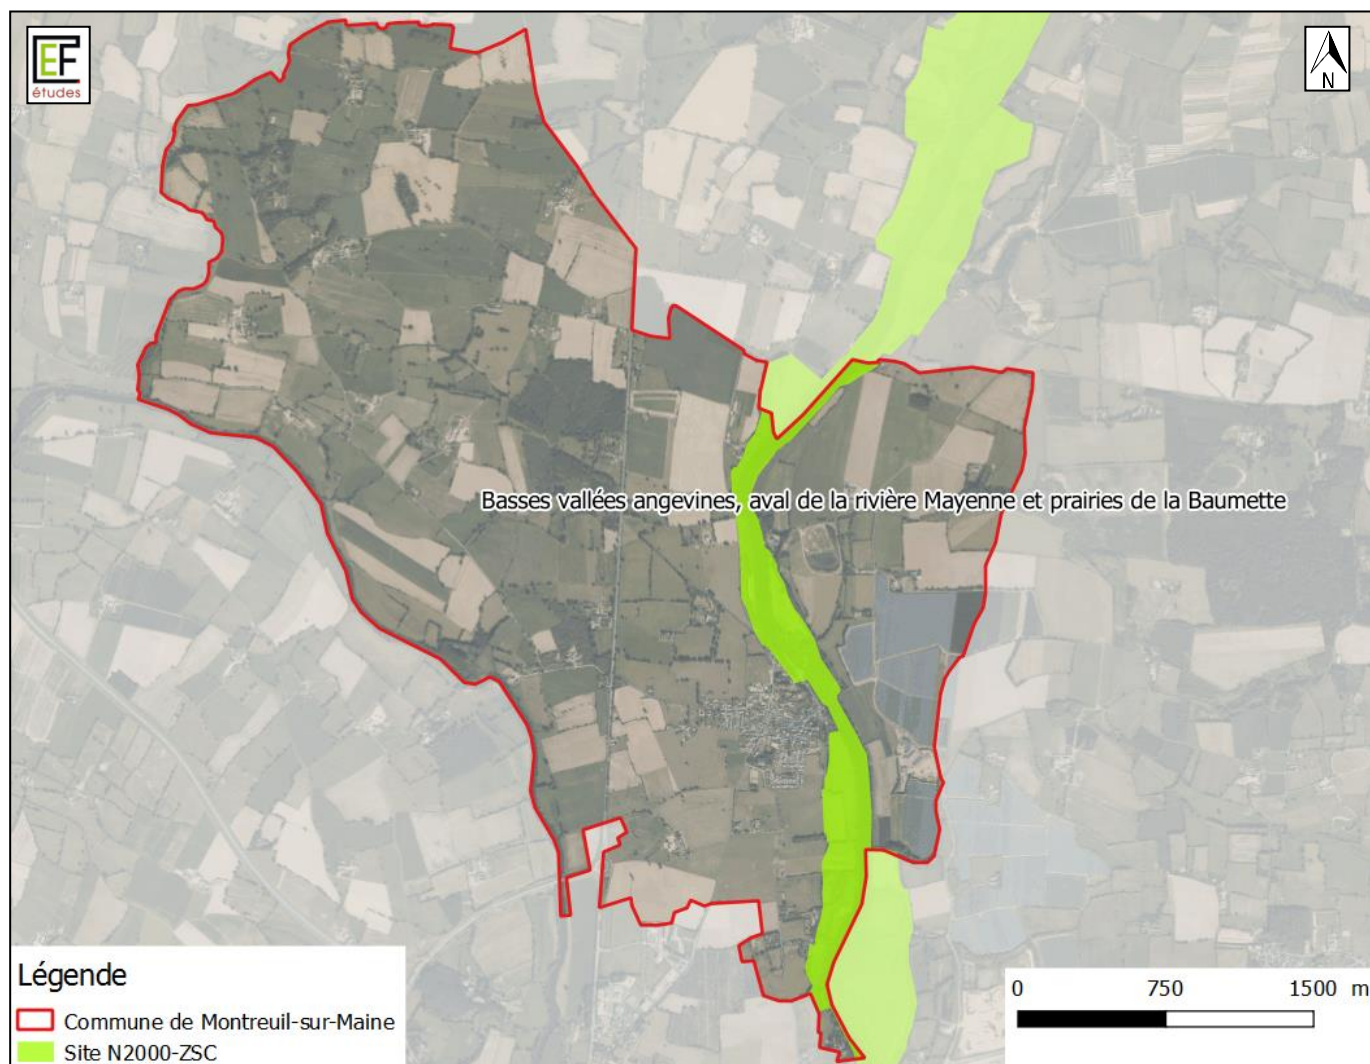 EF
études
N
Basses vallées angevines, aval de la rivière Mayenne et prairies de la Baumette
Légende
Commune de Montreuil-sur-Maine
Site N2000-ZSC
0 750 1500 m